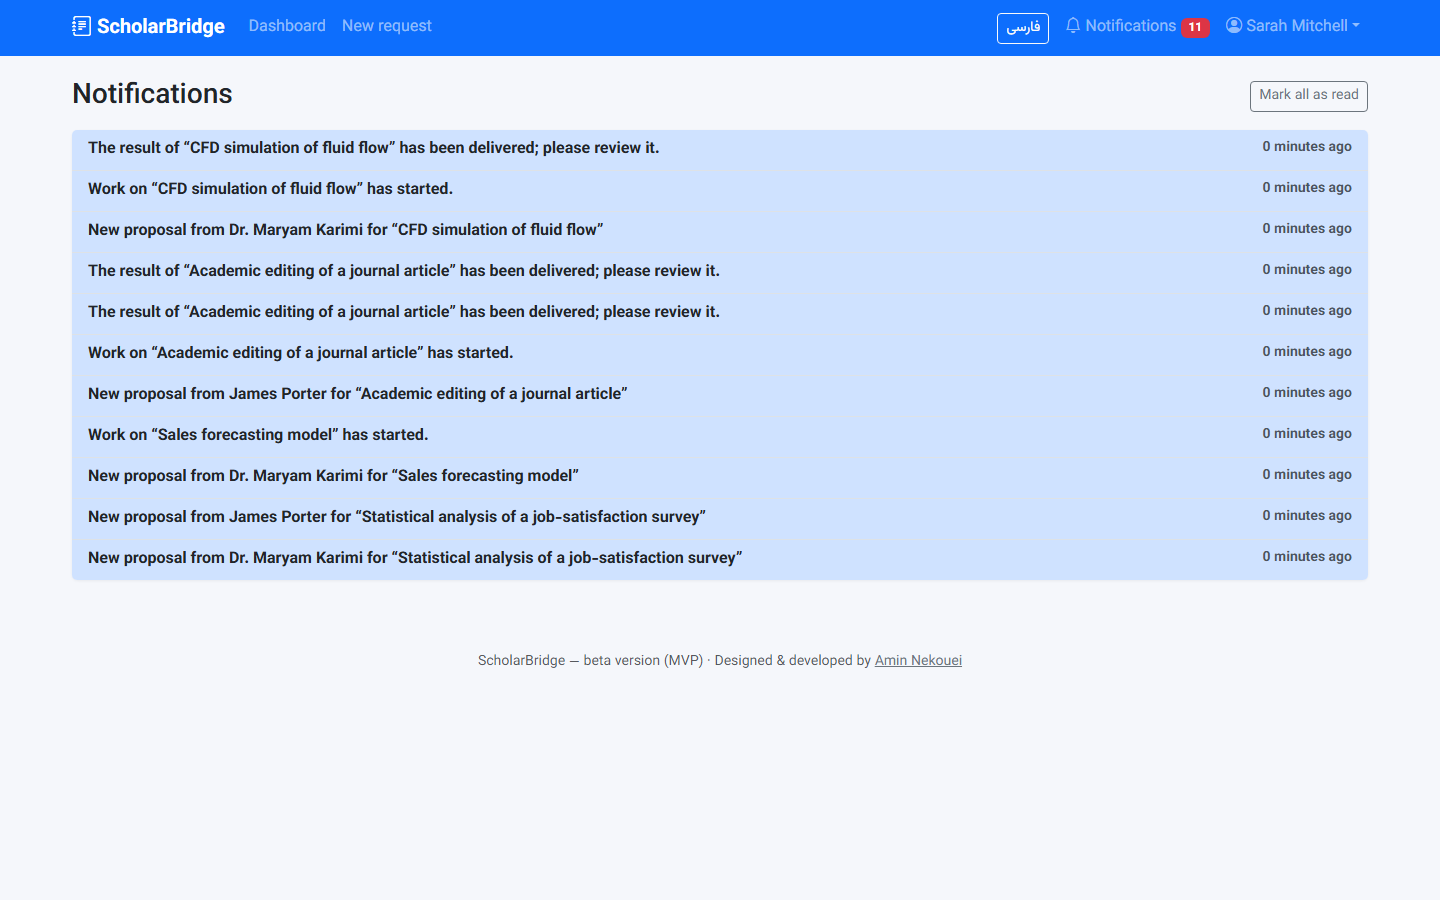 ScholarBridge Dashboard New request فارسی Notifications 11 Sarah Mitchell
Notifications
Mark all as read
The result of “CFD simulation of fluid flow” has been delivered; please review it. 0 minutes ago
Work on “CFD simulation of fluid flow” has started. 0 minutes ago
New proposal from Dr. Maryam Karimi for “CFD simulation of fluid flow” 0 minutes ago
The result of “Academic editing of a journal article” has been delivered; please review it. 0 minutes ago
The result of “Academic editing of a journal article” has been delivered; please review it. 0 minutes ago
Work on “Academic editing of a journal article” has started. 0 minutes ago
New proposal from James Porter for “Academic editing of a journal article” 0 minutes ago
Work on “Sales forecasting model” has started. 0 minutes ago
New proposal from Dr. Maryam Karimi for “Sales forecasting model” 0 minutes ago
New proposal from James Porter for “Statistical analysis of a job-satisfaction survey” 0 minutes ago
New proposal from Dr. Maryam Karimi for “Statistical analysis of a job-satisfaction survey” 0 minutes ago
ScholarBridge — beta version (MVP) · Designed & developed by Amin Nekouei